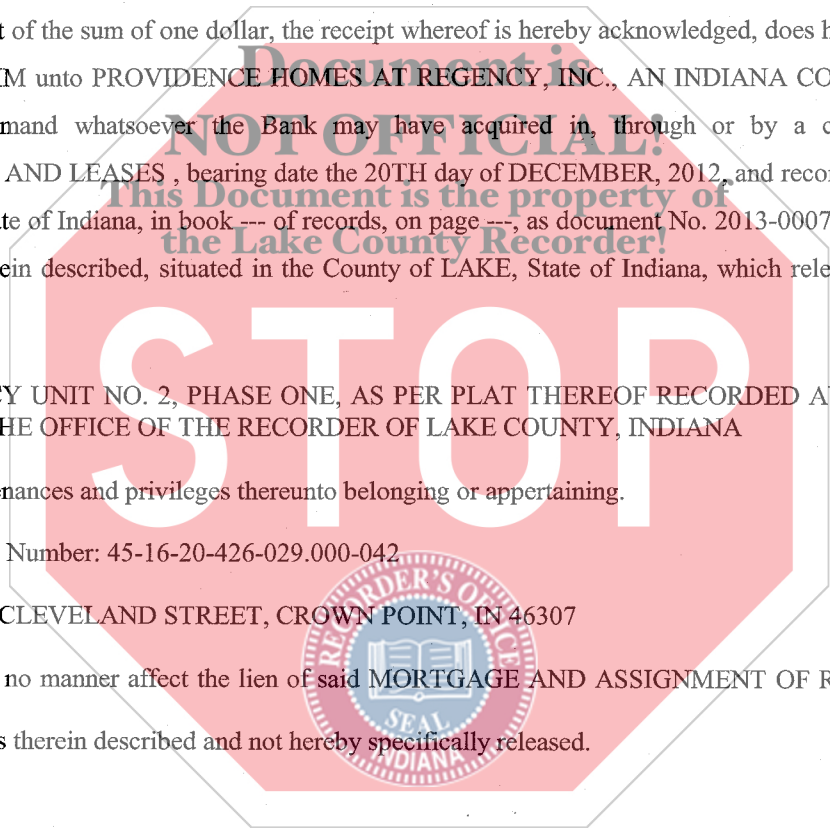 t of the sum of one dollar, the receipt whereof is hereby acknowledged, does h
Document is
IM unto PROVIDENCE HOMES AT REGENCY, INC., AN INDIANA CO
mand whatsoever the Bank may have acquired in, through or by a c
NOT OFFICIAL!
AND LEASES , bearing date the 20TH day of DECEMBER, 2012, and recor
This Document is the property of
te of Indiana, in book --- of records, on page ---, as document No. 2013-0007
the Lake County Recorder!
ein described, situated in the County of LAKE, State of Indiana, which rele
STOP
CY UNIT NO. 2, PHASE ONE, AS PER PLAT THEREOF RECORDED A
HE OFFICE OF THE RECORDER OF LAKE COUNTY, INDIANA
nances and privileges thereunto belonging or appertaining.
Number: 45-16-20-426-029.000-042
RECORDER'S OFFICE
CLEVELAND STREET, CROWN POINT, IN 46307
no manner affect the lien of said MORTGAGE AND ASSIGNMENT OF R
SEAL
s therein described and not hereby specifically released.
INDIANA